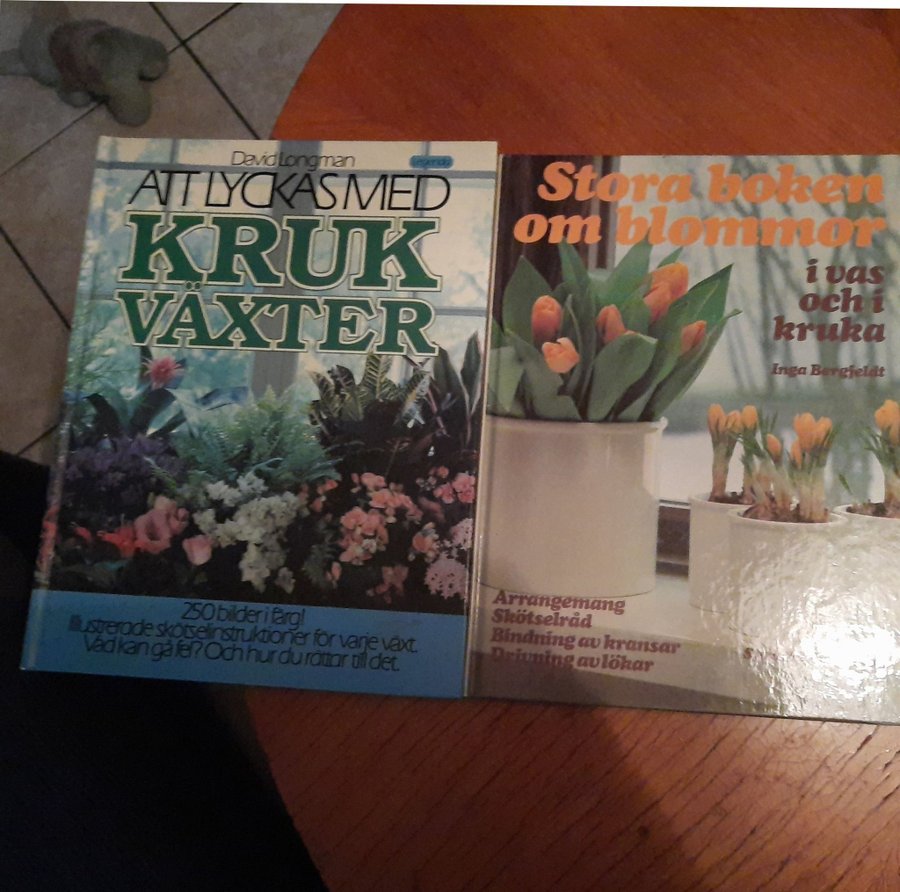 David Longman
Legenda
ATT LYCKAS MED
KRUK
VÄXTER
250 bilder i färg!
Illustrerade skötselinstruktioner för varje växt.
Vad kan gå fel? Och hur du rättar till det.
Stora boken
om blommor
i vas
och i
kruka
Inga Bergfeldt
Arrangemang
Skötselråd
Bindning av kransar
Drivning av lökar